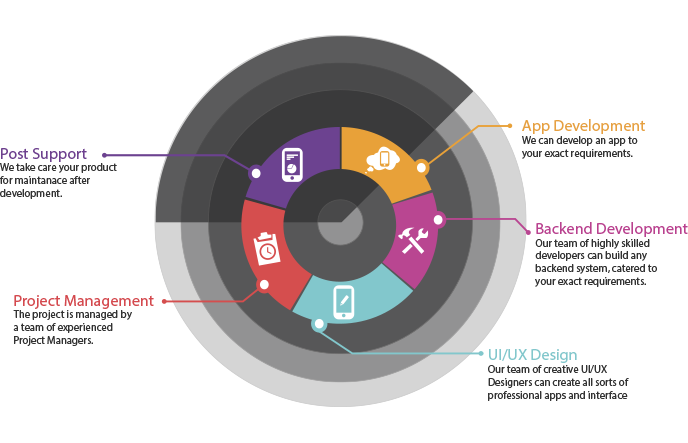 App Development
We can develop an app to
your exact requirements.
Post Support
We take care your product
for maintanace after
development.
Backend Development
Our team of highly skilled
developers can build any
backend system, catered to
your exact requirements.
Project Management
The project is managed by
a team of experienced
Project Managers.
UI/UX Design
Our team of creative UI/UX
Designers can create all sorts of
professional apps and interface